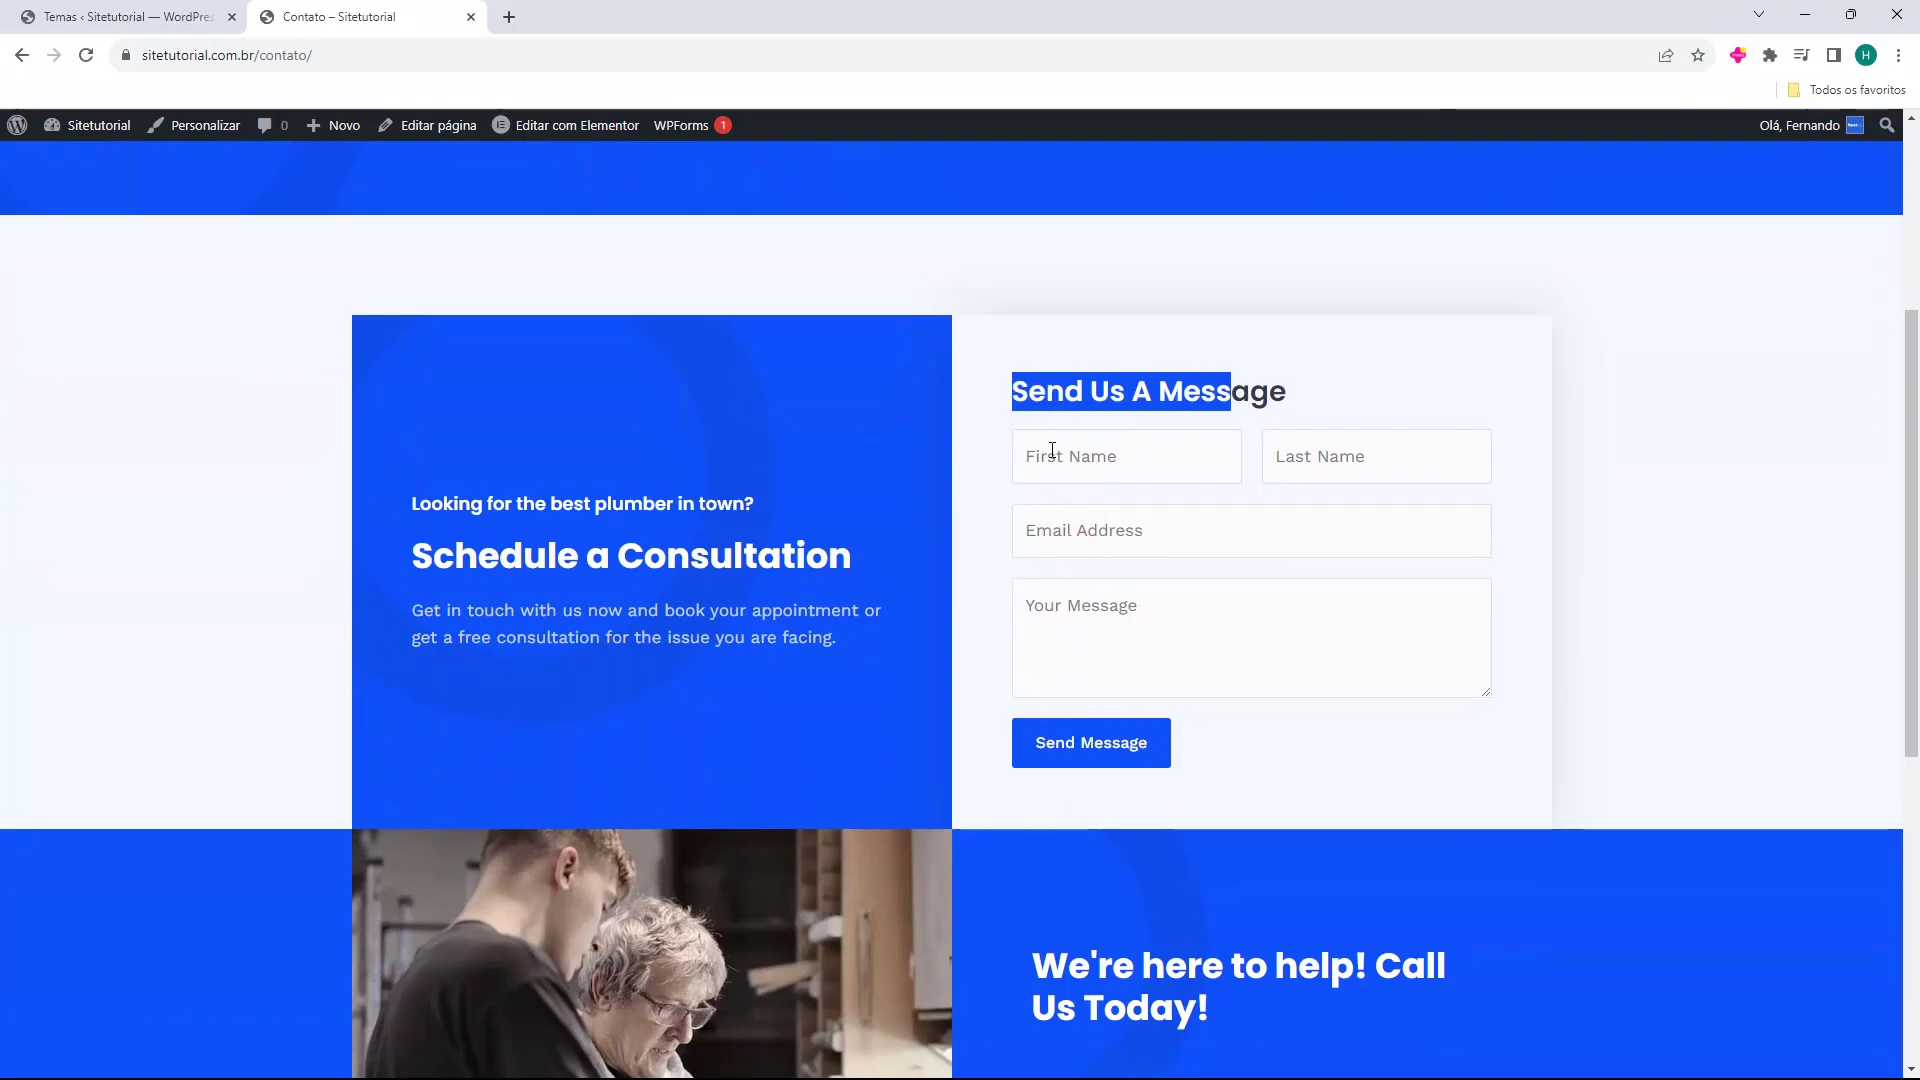 Temas ‹ Sitetutorial — WordPres
Contato – Sitetutorial
sitetutorial.com.br/contato/
H
Todos os favoritos
Sitetutorial
Personalizar
0
Novo
Editar página
Editar com Elementor
WPForms 1
Olá, Fernando
Looking for the best plumber in town?
Schedule a Consultation
Get in touch with us now and book your appointment or
get a free consultation for the issue you are facing.
Send Us A Message
First Name
Last Name
Email Address
Your Message
Send Message
We're here to help! Call
Us Today!